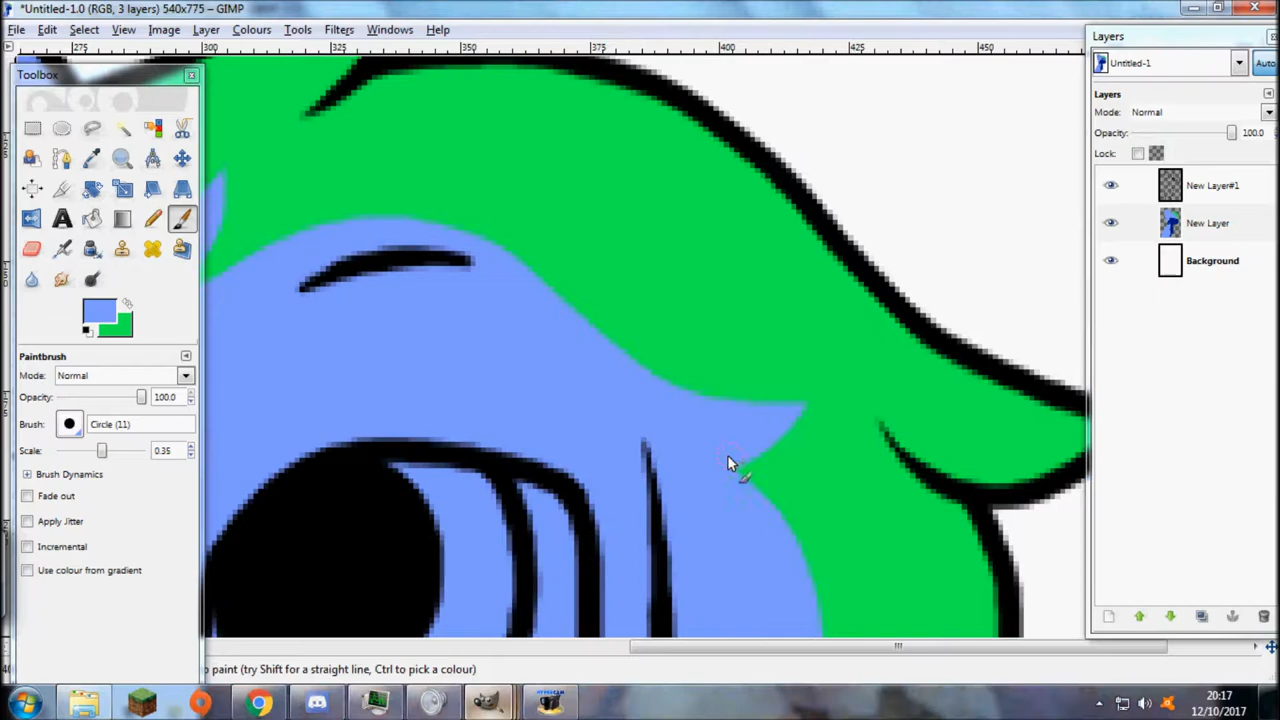 *Untitled-1.0 (RGB, 3 layers) 540x775 – GIMP
File Edit Select View Image Layer Colours Tools Filters Windows Help
275 300 325 350 375 400 425 450
Toolbox
Paintbrush
Mode: Normal
Opacity: 100.0
Brush: Circle (11)
Scale: 0.35
Brush Dynamics
Fade out
Apply Jitter
Incremental
Use colour from gradient
Layers
Untitled-1
Auto
Layers
Mode: Normal
Opacity: 100.0
Lock:
New Layer#1
New Layer
Background
paint (try Shift for a straight line, Ctrl to pick a colour)
20:17
12/10/2017